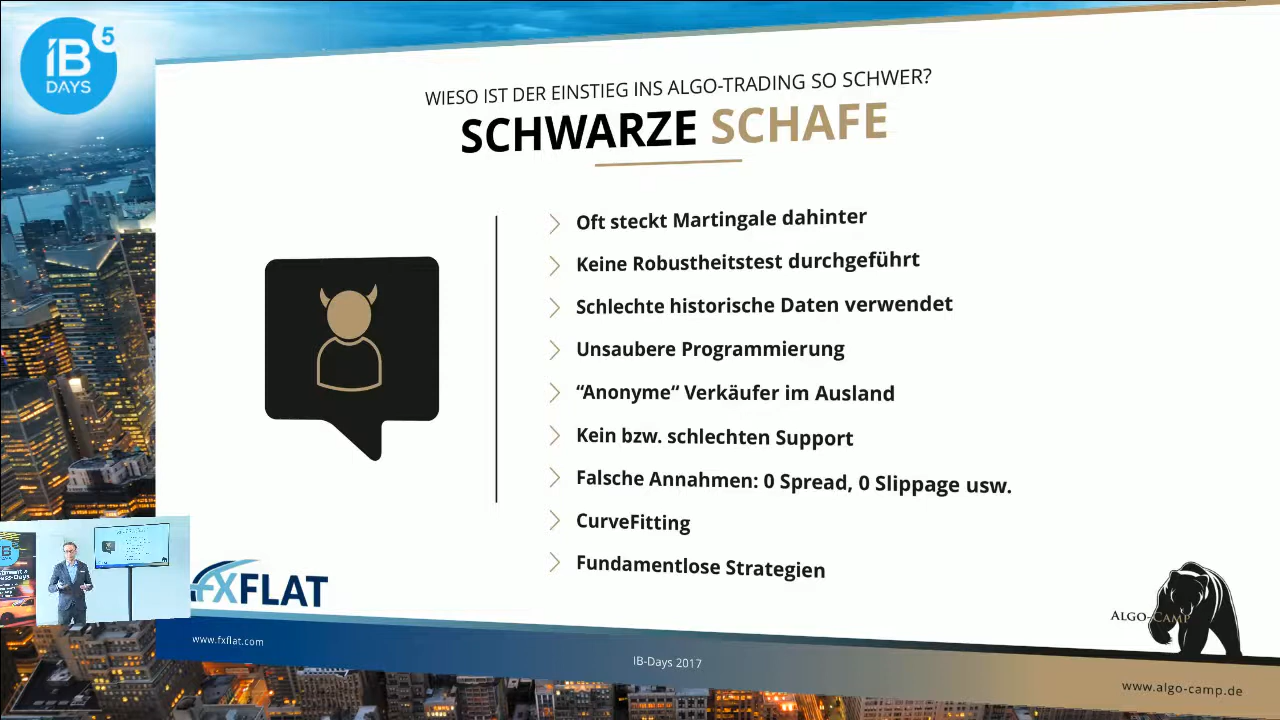 IB
5
DAYS
WIESO IST DER EINSTIEG INS ALGO-TRADING SO SCHWER?
SCHWARZE SCHAFE
Oft steckt Martingale dahinter
Keine Robustheitstest durchgeführt
Schlechte historische Daten verwendet
Unsaubere Programmierung
“Anonyme“ Verkäufer im Ausland
Kein bzw. schlechten Support
Falsche Annahmen: 0 Spread, 0 Slippage usw.
CurveFitting
Fundamentlose Strategien
FXFLAT
ALGO-CAMP
www.fxflat.com
IB-Days 2017
www.algo-camp.de